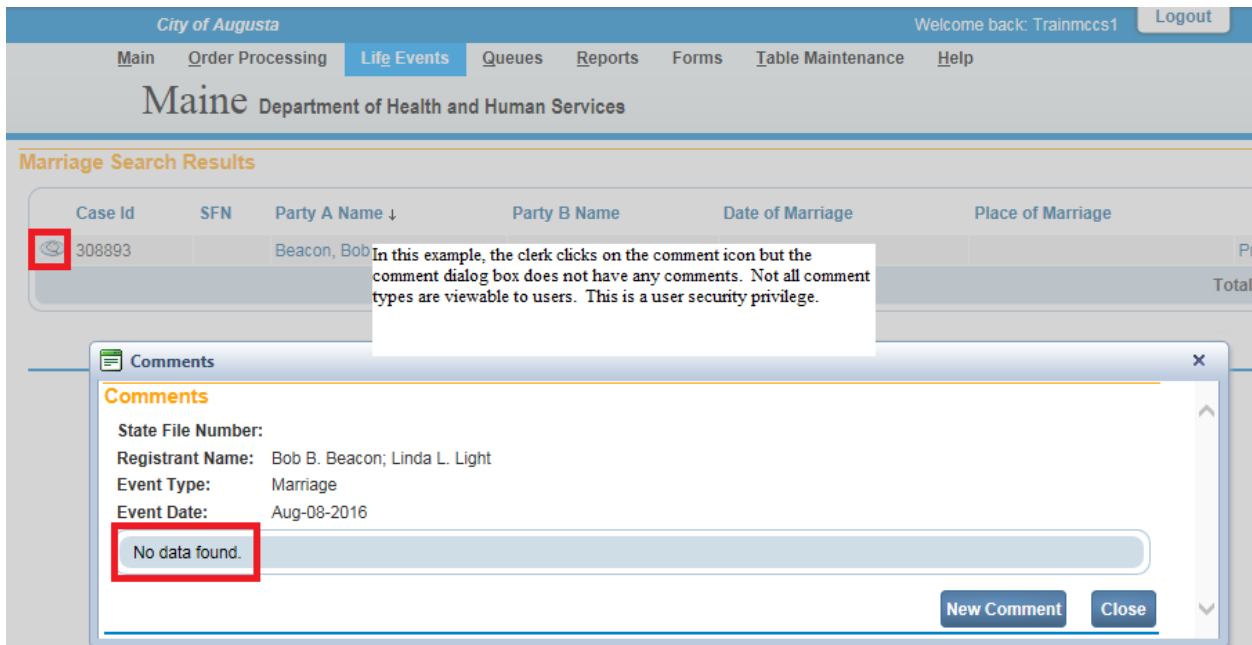 City of Augusta Welcome back: Trainmccs1 Logout
Main Order Processing Life Events Queues Reports Forms Table Maintenance Help
Maine Department of Health and Human Services
Marriage Search Results
Case Id SFN Party A Name ↓ Party B Name Date of Marriage Place of Marriage
308893 Beacon, Bob
In this example, the clerk clicks on the comment icon but the
comment dialog box does not have any comments. Not all comment
types are viewable to users. This is a user security privilege.
Total
Comments
Comments
State File Number:
Registrant Name: Bob B. Beacon; Linda L. Light
Event Type: Marriage
Event Date: Aug-08-2016
No data found.
New Comment Close